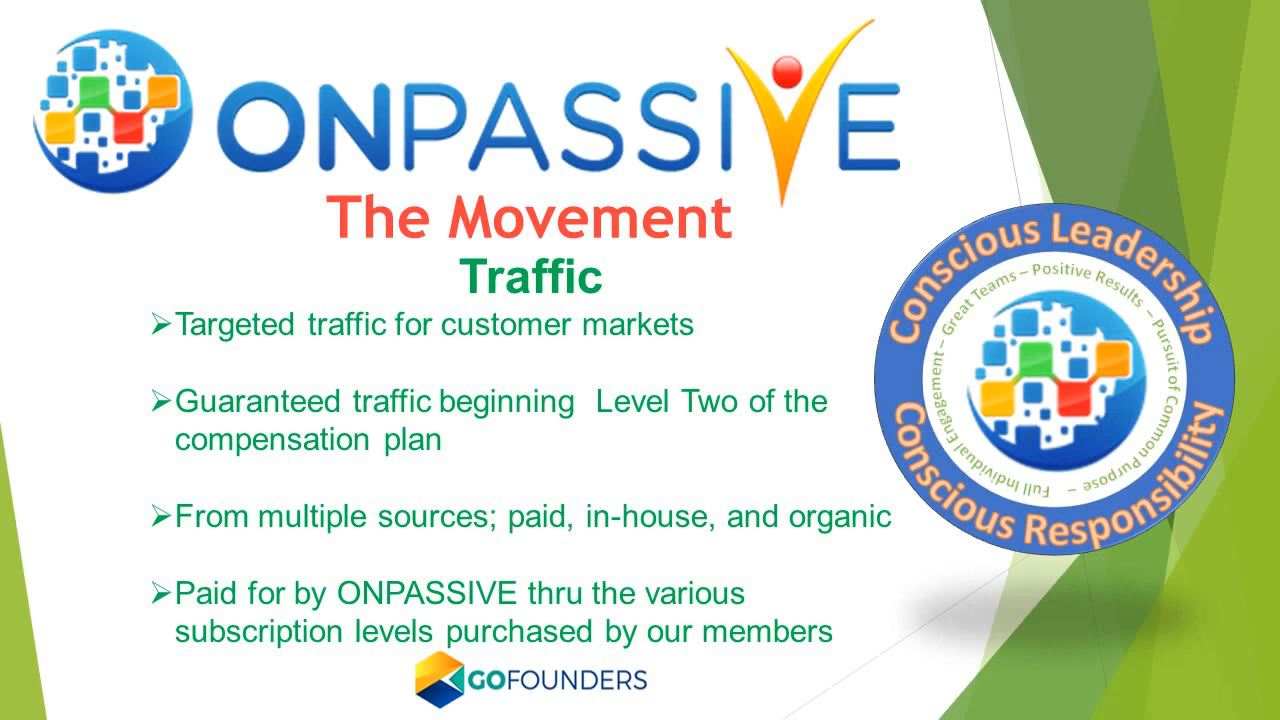 ONPASSIVE
The Movement
Traffic
➢Targeted traffic for customer markets
➢Guaranteed traffic beginning  Level Two of the
compensation plan
➢From multiple sources; paid, in-house, and organic
➢Paid for by ONPASSIVE thru the various
subscription levels purchased by our members
GOFOUNDERS
Conscious Leadership
Full Individual Engagement – Great Teams – Positive Results – Pursuit of Common Purpose –
Conscious Responsibility